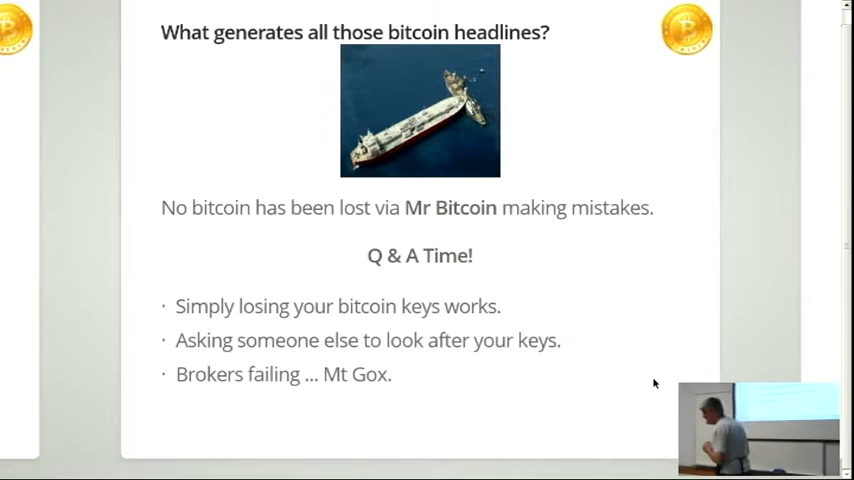 What generates all those bitcoin headlines?
No bitcoin has been lost via Mr Bitcoin making mistakes.
Q & A Time!
· Simply losing your bitcoin keys works.
· Asking someone else to look after your keys.
· Brokers failing ... Mt Gox.